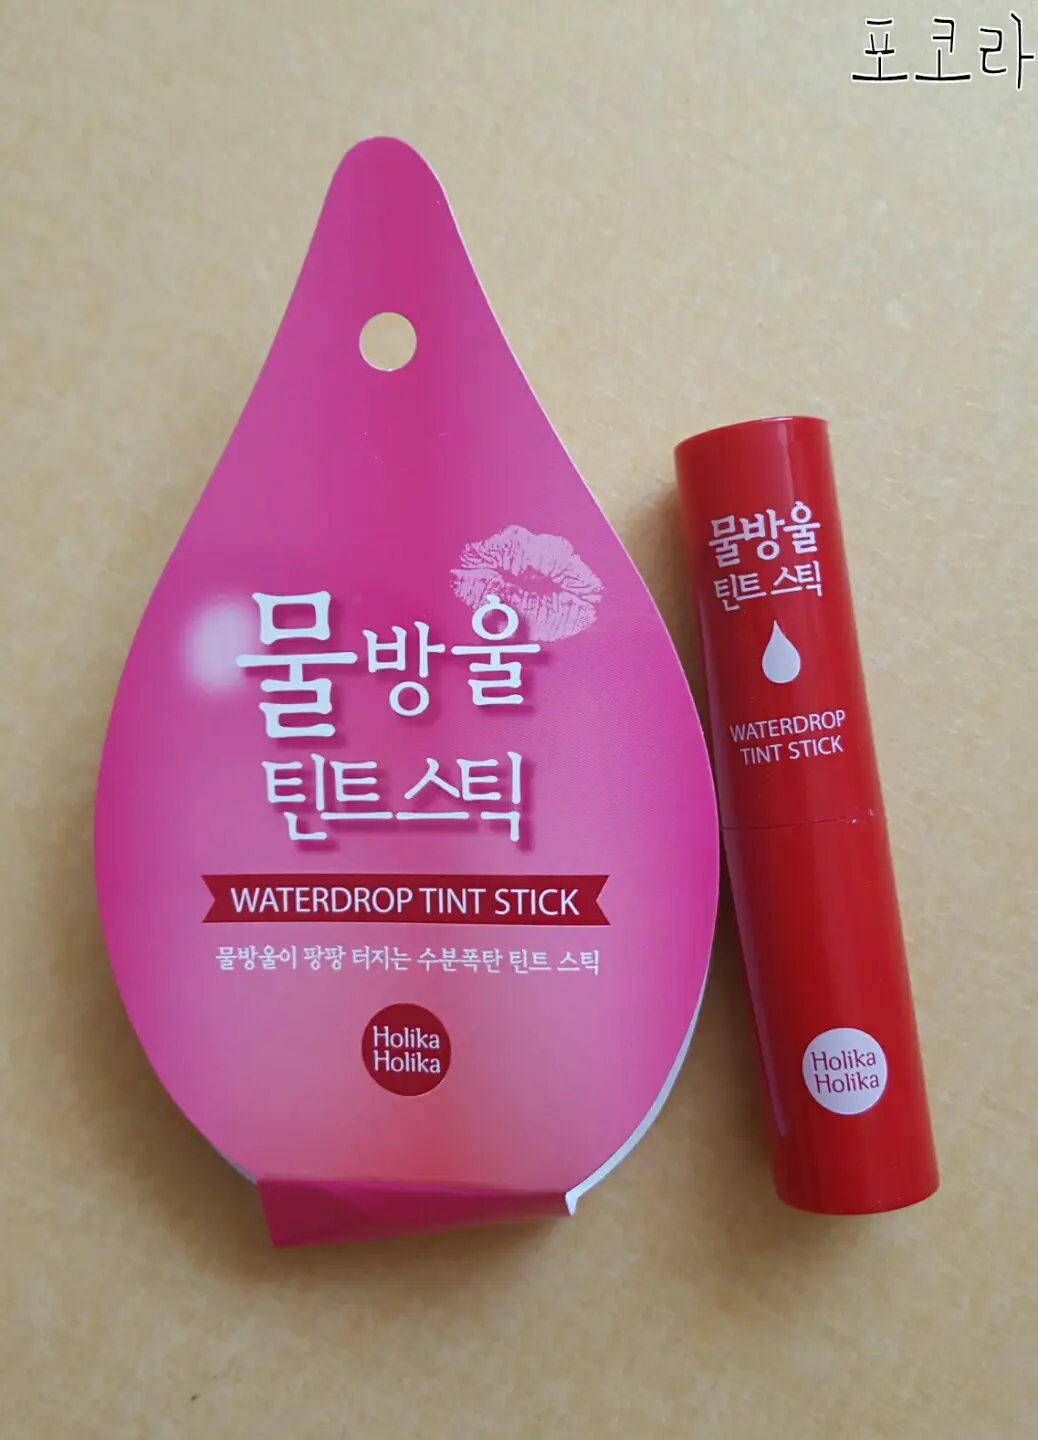 포코라
물방울
틴트 스틱
WATERDROP TINT STICK
물방울이 팡팡 터지는 수분폭탄 틴트 스틱
Holika
Holika
물방울
틴트 스틱
WATERDROP
TINT STICK
Holika
Holika